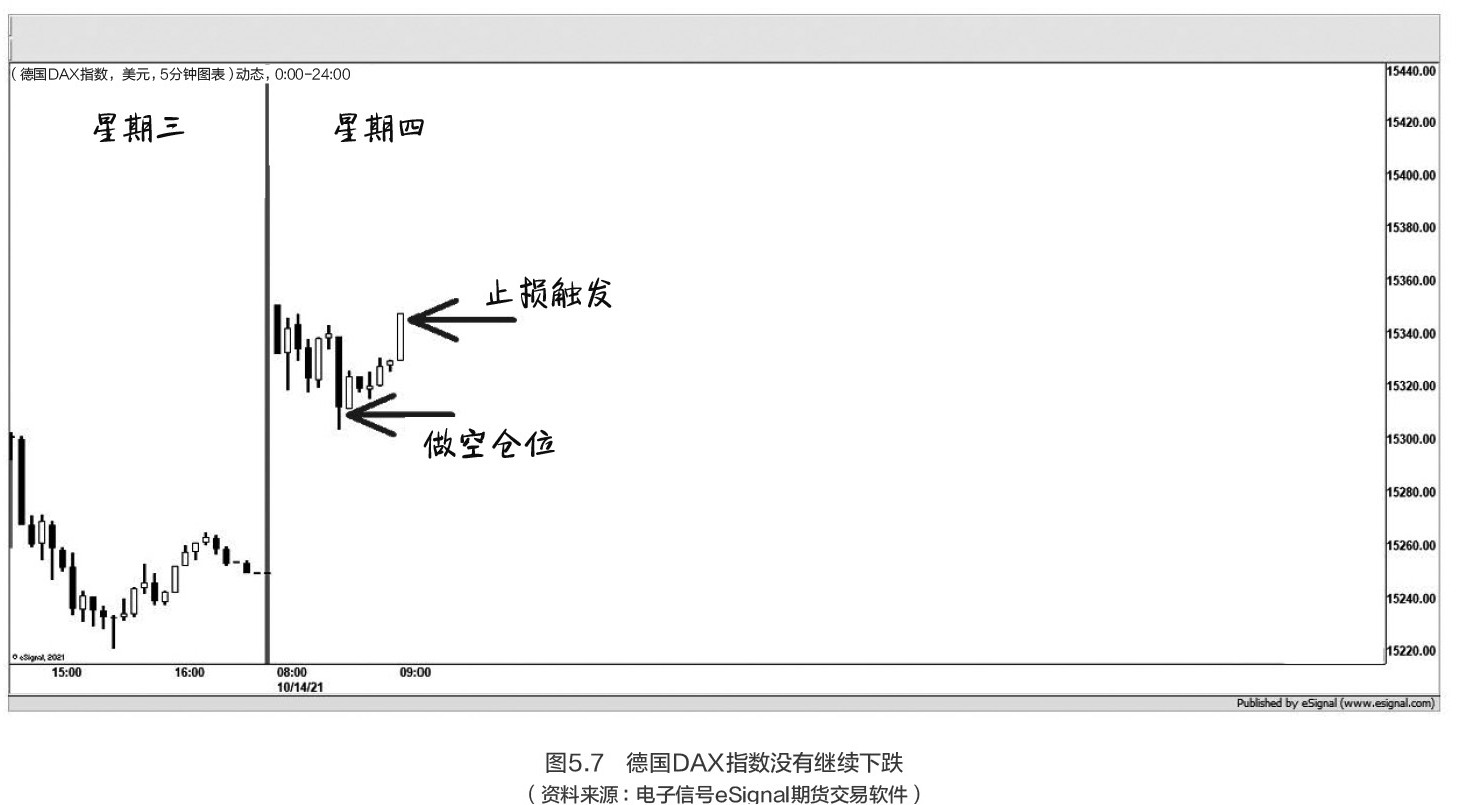 （德国DAX指数，美元，5分钟图表）动态，0:00-24:00
星期三
星期四
止损触发
做空仓位
15440.00
15420.00
15400.00
15380.00
15360.00
15340.00
15320.00
15300.00
15280.00
15260.00
15240.00
15220.00
© eSignal, 2021
15:00
16:00
08:00
09:00
10/14/21
Published by eSignal (www.esignal.com)
图5.7 德国DAX指数没有继续下跌
（资料来源：电子信号eSignal期货交易软件）